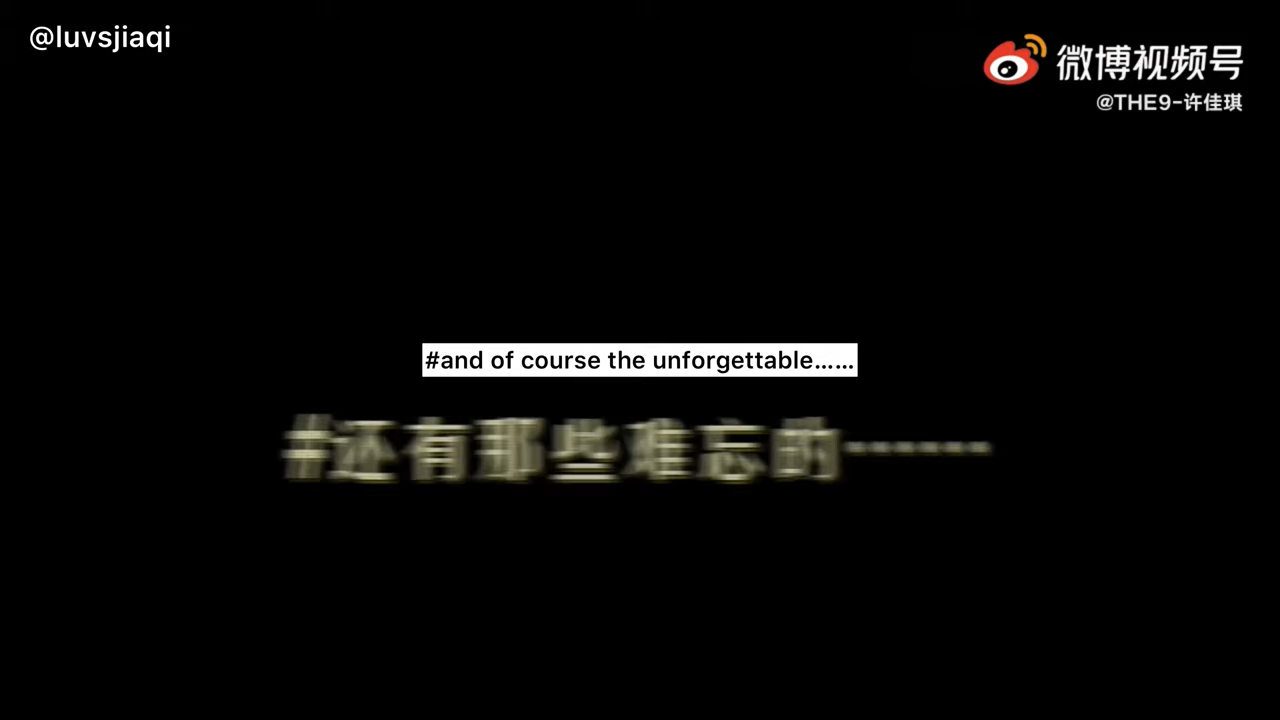 @luvsjiaqi
微博视频号
@THE9-许佳琪
#and of course the unforgettable......
#还有那些难忘的……